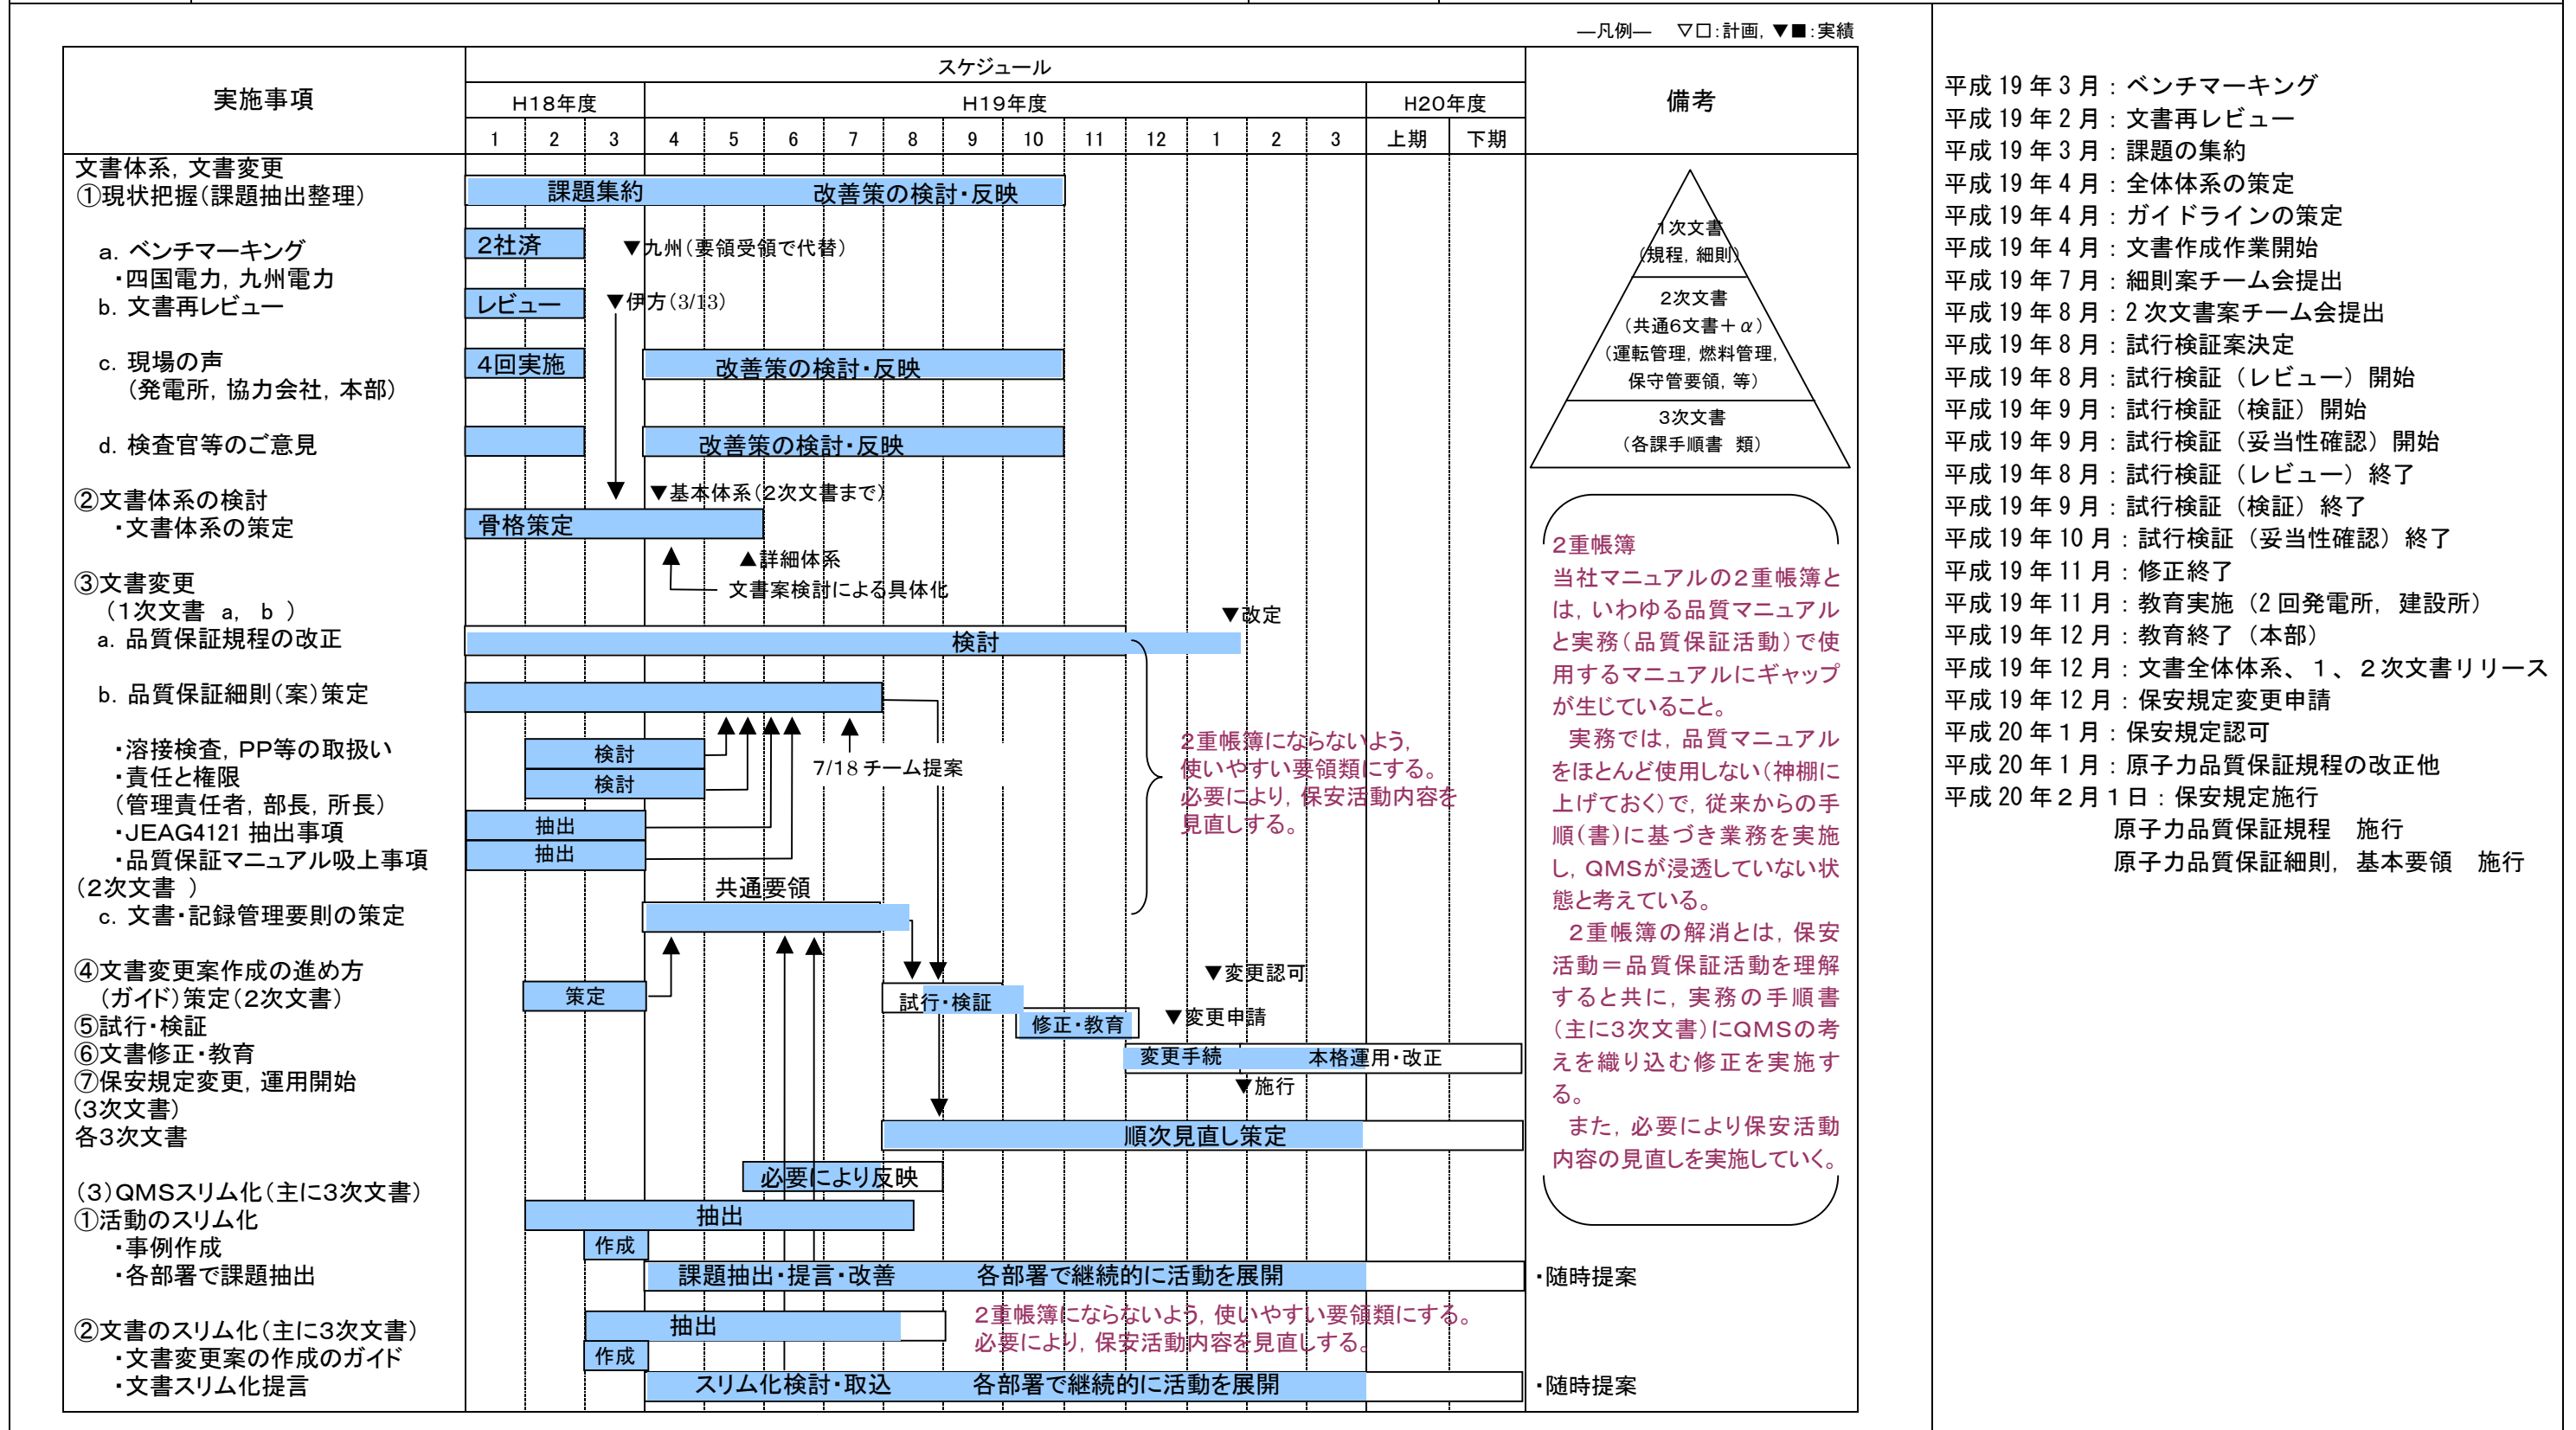 ―凡例― ▽□:計画, ▼■:実績
実施事項
スケジュール
備考
H18年度 H19年度 H20年度
1 2 3 4 5 6 7 8 9 10 11 12 1 2 3 上期 下期
文書体系, 文書変更
①現状把握(課題抽出整理)
課題集約 改善策の検討・反映
a. ベンチマーキング
・四国電力, 九州電力
2社済 ▼九州(要領受領で代替)
b. 文書再レビュー
レビュー ▼伊方(3/13)
c. 現場の声
(発電所, 協力会社, 本部)
4回実施 改善策の検討・反映
d. 検査官等のご意見
改善策の検討・反映
②文書体系の検討
・文書体系の策定
▼基本体系(2次文書まで)
骨格策定
▲詳細体系
文書案検討による具体化
③文書変更
(1次文書 a, b )
a. 品質保証規程の改正
▼改定
検討
b. 品質保証細則(案)策定
・溶接検査, PP等の取扱い
検討
・責任と権限
検討
(管理責任者, 部長, 所長)
7/18 チーム提案
・JEAG4121 抽出事項
抽出
・品質保証マニュアル吸上事項
抽出
2重帳簿にならないよう,
使いやすい要領類にする。
必要により, 保安活動内容を
見直しする。
(2次文書 )
共通要領
c. 文書・記録管理要則の策定
④文書変更案作成の進め方
(ガイド)策定(2次文書)
策定
▼変更認可
⑤試行・検証
試行・検証
▼変更申請
⑥文書修正・教育
修正・教育
⑦保安規定変更, 運用開始
変更手続 本格運用・改正
▼施行
(3次文書)
各3次文書
順次見直し策定
必要により反映
(3)QMSスリム化(主に3次文書)
①活動のスリム化
抽出
・事例作成
作成
・各部署で課題抽出
課題抽出・提言・改善 各部署で継続的に活動を展開
・随時提案
2重帳簿にならないよう, 使いやすい要領類にする。
必要により, 保安活動内容を見直しする。
②文書のスリム化(主に3次文書)
抽出
・文書変更案の作成のガイド
作成
・文書スリム化提言
スリム化検討・取込 各部署で継続的に活動を展開
・随時提案
1次文書
(規程, 細則)
2次文書
(共通6文書+α)
(運転管理, 燃料管理,
保守管要領, 等)
3次文書
(各課手順書 類)
2重帳簿
当社マニュアルの2重帳簿と
は, いわゆる品質マニュアル
と実務(品質保証活動)で使
用するマニュアルにギャップ
が生じていること。
実務では, 品質マニュアル
をほとんど使用しない(神棚に
上げておく)で, 従来からの手
順(書)に基づき業務を実施
し, QMSが浸透していない状
態と考えている。
2重帳簿の解消とは, 保安
活動=品質保証活動を理解
すると共に, 実務の手順書
(主に3次文書)にQMSの考
えを織り込む修正を実施す
る。
また, 必要により保安活動
内容の見直しを実施していく。
平成 19 年 3 月:ベンチマーキング
平成 19 年 2 月:文書再レビュー
平成 19 年 3 月:課題の集約
平成 19 年 4 月:全体体系の策定
平成 19 年 4 月:ガイドラインの策定
平成 19 年 4 月:文書作成作業開始
平成 19 年 7 月:細則案チーム会提出
平成 19 年 8 月:2 次文書案チーム会提出
平成 19 年 8 月:試行検証案決定
平成 19 年 8 月:試行検証(レビュー)開始
平成 19 年 9 月:試行検証(検証)開始
平成 19 年 9 月:試行検証(妥当性確認)開始
平成 19 年 8 月:試行検証(レビュー)終了
平成 19 年 9 月:試行検証(検証)終了
平成 19 年 10 月:試行検証(妥当性確認)終了
平成 19 年 11 月:修正終了
平成 19 年 11 月:教育実施(2 回発電所, 建設所)
平成 19 年 12 月:教育終了(本部)
平成 19 年 12 月:文書全体体系、1、2次文書リリース
平成 19 年 12 月:保安規定変更申請
平成 20 年 1 月:保安規定認可
平成 20 年 1 月:原子力品質保証規程の改正他
平成 20 年2月1日:保安規定施行
原子力品質保証規程 施行
原子力品質保証細則, 基本要領 施行